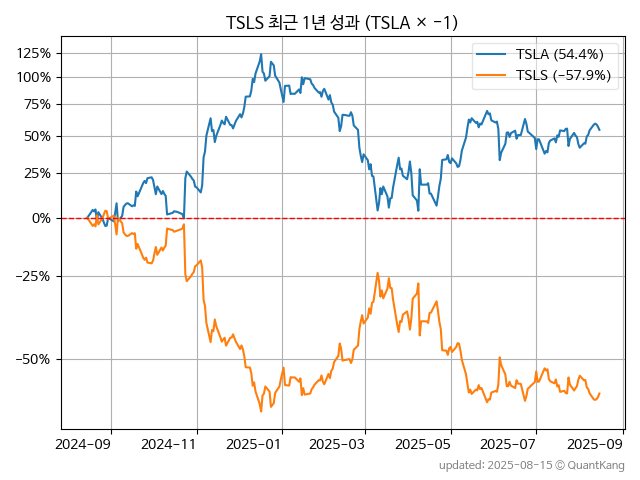 TSLS 최근 1년 성과 (TSLA × −1)
TSLA (54.4%)
TSLS (−57.9%)
125%
100%
75%
50%
25%
0%
−25%
−50%
2024-09 2024-11 2025-01 2025-03 2025-05 2025-07 2025-09
updated: 2025-08-15 © QuantKang